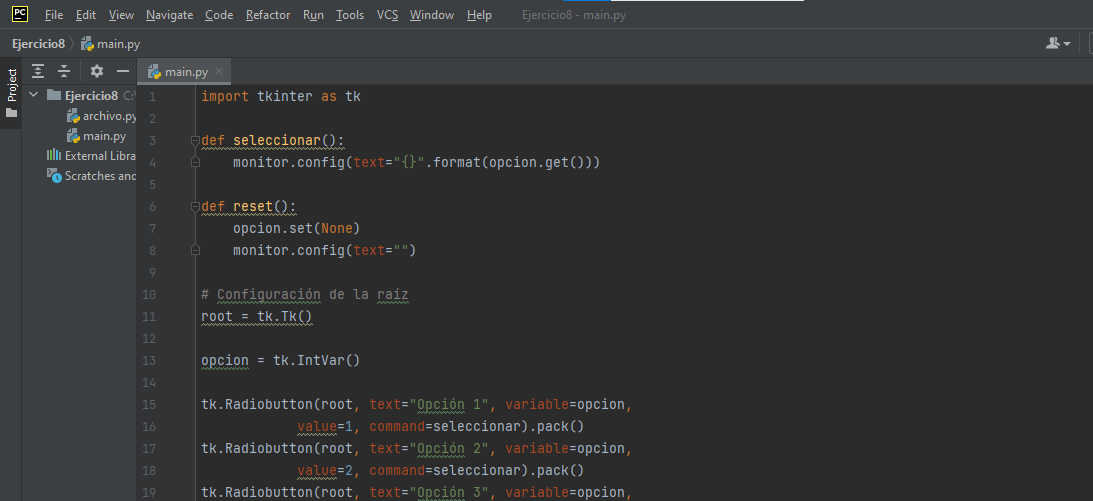 PC File Edit View Navigate Code Refactor Run Tools VCS Window Help Ejercicio8 - main.py
Ejercicio8 main.py
Project
main.py
Ejercicio8 C:\
archivo.py
main.py
External Libra
Scratches and
1 import tkinter as tk
2
3 def seleccionar():
4 monitor.config(text="{}".format(opcion.get()))
5
6 def reset():
7 opcion.set(None)
8 monitor.config(text="")
9
10 # Configuración de la raíz
11 root = tk.Tk()
12
13 opcion = tk.IntVar()
14
15 tk.Radiobutton(root, text="Opción 1", variable=opcion,
16 value=1, command=seleccionar).pack()
17 tk.Radiobutton(root, text="Opción 2", variable=opcion,
18 value=2, command=seleccionar).pack()
19 tk.Radiobutton(root, text="Opción 3", variable=opcion,